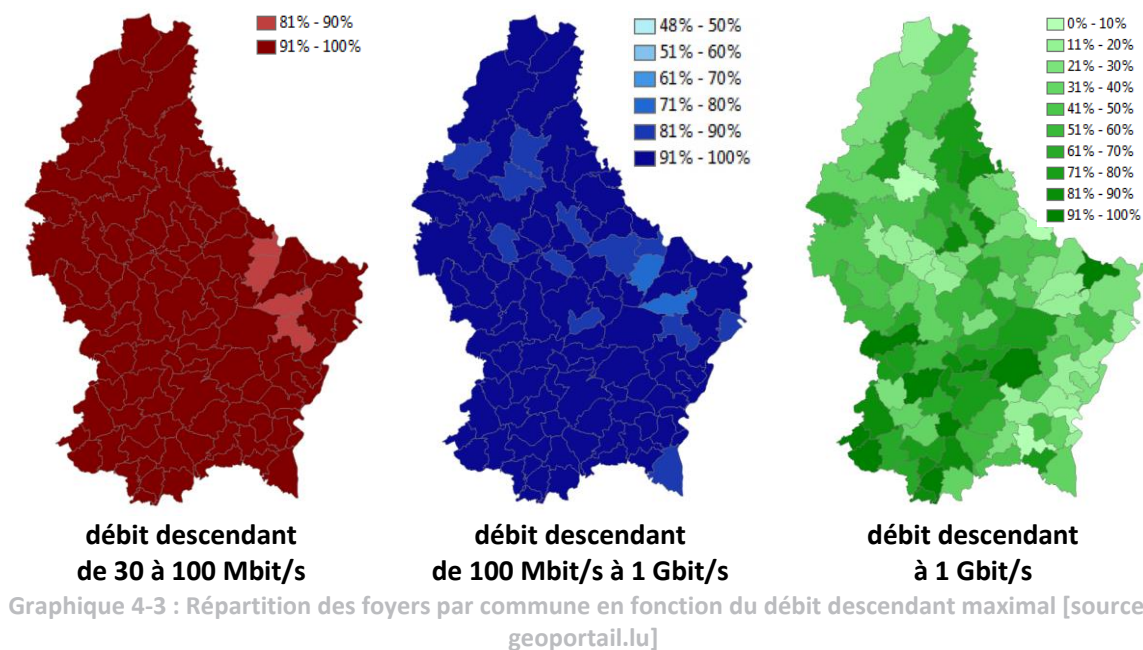 81% - 90%
91% - 100%
48% - 50%
51% - 60%
61% - 70%
71% - 80%
81% - 90%
91% - 100%
0% - 10%
11% - 20%
21% - 30%
31% - 40%
41% - 50%
51% - 60%
61% - 70%
71% - 80%
81% - 90%
91% - 100%
débit descendant
de 30 à 100 Mbit/s
débit descendant
de 100 Mbit/s à 1 Gbit/s
débit descendant
à 1 Gbit/s
Graphique 4-3 : Répartition des foyers par commune en fonction du débit descendant maximal [source
geoportail.lu]